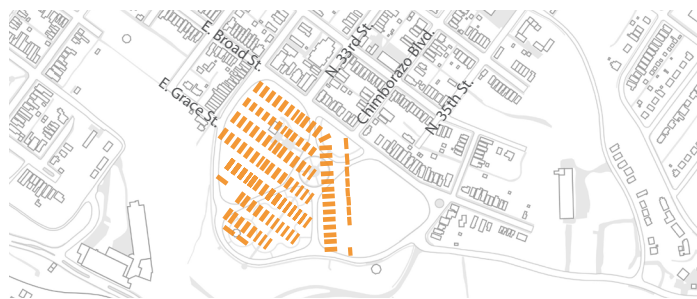 E. Broad St.
N. 33rd St.
Chimborazo Blvd.
E. Grace St.
N. 35th St.